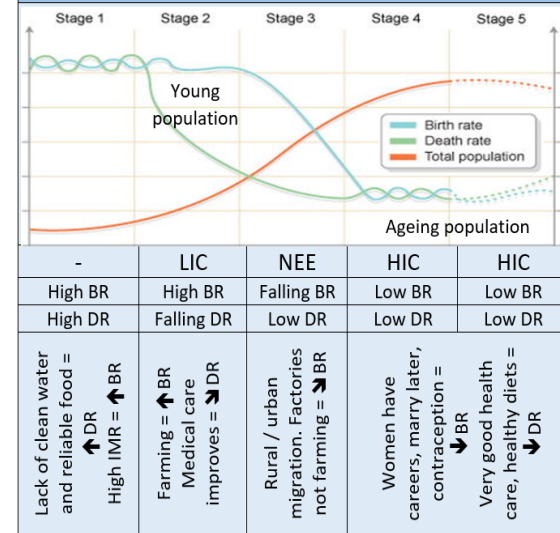 Stage 1
Stage 2
Stage 3
Stage 4
Stage 5
Young
population
Birth rate
Death rate
Total population
Ageing population
-
LIC
NEE
HIC
HIC
High BR
High BR
Falling BR
Low BR
Low BR
High DR
Falling DR
Low DR
Low DR
Low DR
Lack of clean water
and reliable food =
🡅 DR
High IMR = 🡅 BR
Farming = 🡅 BR
Medical care
improves = 🡆 DR
Rural / urban
migration. Factories
not farming = 🡆 BR
Women have
careers, marry later,
contraception =
🡇 BR
Very good health
care, healthy diets =
🡇 DR